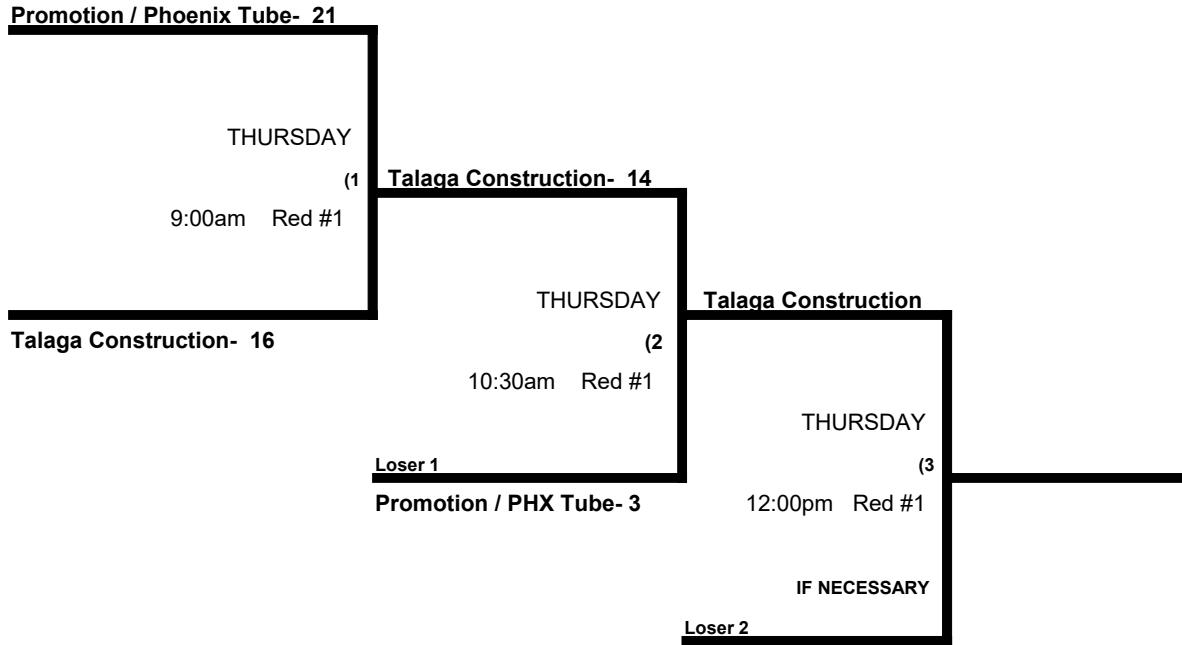 Promotion / Phoenix Tube-  21
THURSDAY
(1
Talaga Construction-  14
9:00am    Red #1
THURSDAY
Talaga Construction
Talaga Construction-  16
(2
10:30am    Red #1
THURSDAY
Loser 1
(3
Promotion / PHX Tube- 3
12:00pm   Red #1
IF NECESSARY
Loser 2